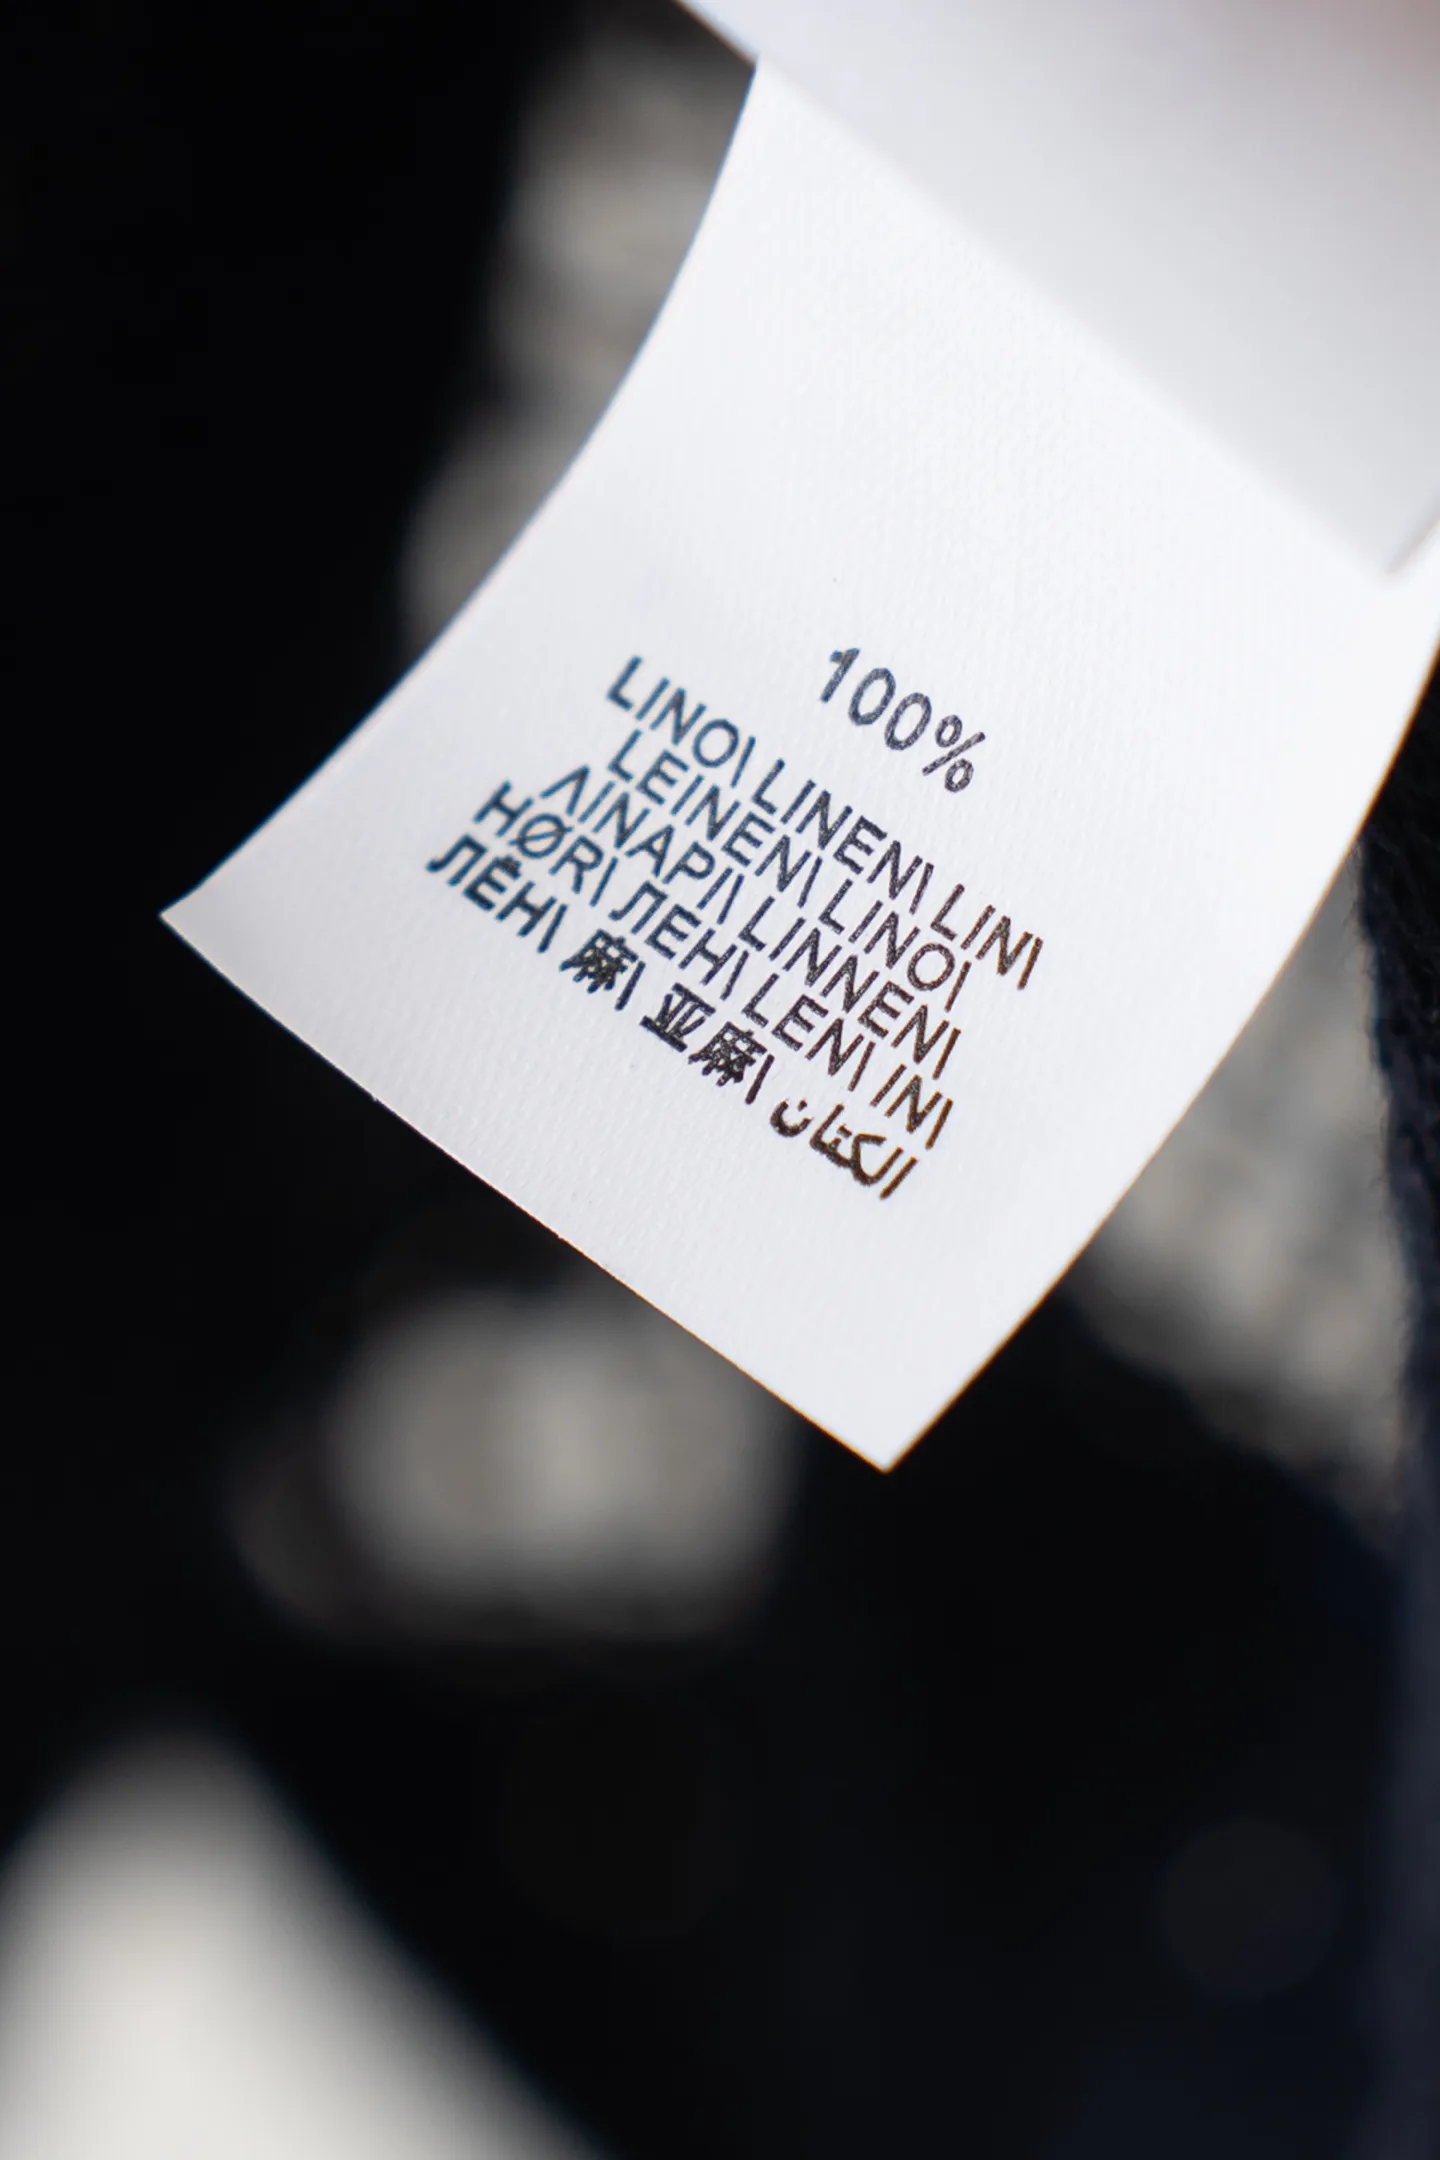 100%
LINO\ LINEN\ LIN\
LEINEN\ LINO\
ΛΙΝΑΡΙ\ LINNEN\
HØR\ ЛЕН\ LEN\ IN\
ЛЁН\ 麻\ 亚麻\ الكتان